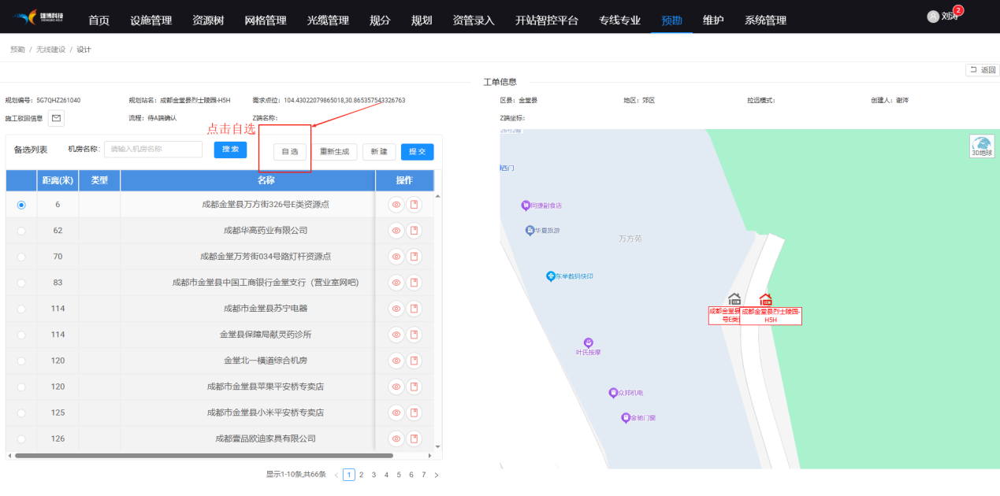 雄博科技
首页 设施管理 资源树 网格管理 光缆管理 规分 规划 资管录入 开站智控平台 专线专业 预勘 维护 系统管理 刘涛 2
预勘 / 无线建设 / 设计
返回
工单信息
规划编号: 5G7QHZ261040 规划站名: 成都金堂县烈士陵园-H5H 需求点位: 104.43022079865018,30.865357543326763
区县: 金堂县 地区: 郊区 拉远模式: 创建人: 谢涔
施工驳回信息 流程: 待A端确认 Z端名称:
Z端坐标:
点击自选
备选列表 机房名称: 请输入机房名称 搜索 自选 重新生成 新建 提交
距离(米) 类型 名称 操作
6 成都金堂县万方街326号E类资源点
62 成都华高药业有限公司
70 成都金堂万芳街034号路灯杆资源点
83 成都市金堂县中国工商银行金堂支行（营业室网吧)
114 成都市金堂县苏宁电器
114 金堂县保障局献灵药诊所
120 金堂北一横道综合机房
120 成都市金堂县苹果平安桥专卖店
125 成都市金堂县小米平安桥专卖店
126 成都壹品欧迪家具有限公司
显示1-10条,共66条 < 1 2 3 4 5 6 7 >
3D地球
西门
同捷副食店
华夏旅游
万方苑
东举数码快印
成都金堂县
号E类
成都金堂县烈士陵园-
H5H
叶氏按摩
众邦机电
金驰门窗